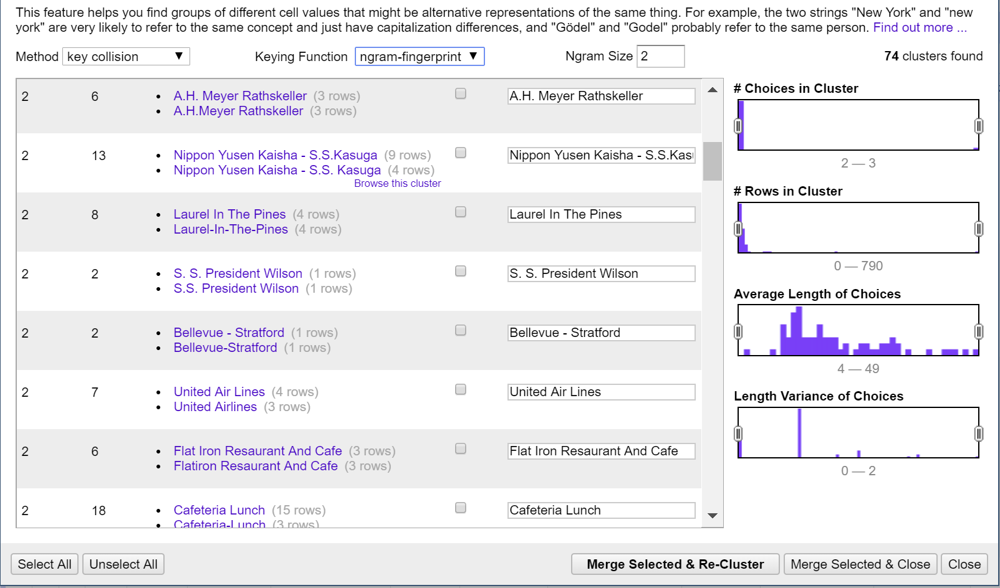 This feature helps you find groups of different cell values that might be alternative representations of the same thing. For example, the two strings "New York" and "new
york" are very likely to refer to the same concept and just have capitalization differences, and "Gödel" and "Godel" probably refer to the same person. Find out more ...
Method key collision ▼ Keying Function ngram-fingerprint ▼ Ngram Size 2 74 clusters found
2 6 • A.H. Meyer Rathskeller (3 rows) A.H. Meyer Rathskeller
• A.H.Meyer Rathskeller (3 rows)
2 13 • Nippon Yusen Kaisha - S.S.Kasuga (9 rows) Nippon Yusen Kaisha - S.S.Kasu
• Nippon Yusen Kaisha - S.S. Kasuga (4 rows)
Browse this cluster
2 8 • Laurel In The Pines (4 rows) Laurel In The Pines
• Laurel-In-The-Pines (4 rows)
2 2 • S. S. President Wilson (1 rows) S. S. President Wilson
• S.S. President Wilson (1 rows)
2 2 • Bellevue - Stratford (1 rows) Bellevue - Stratford
• Bellevue-Stratford (1 rows)
2 7 • United Air Lines (4 rows) United Air Lines
• United Airlines (3 rows)
2 6 • Flat Iron Resaurant And Cafe (3 rows) Flat Iron Resaurant And Cafe
• Flatiron Resaurant And Cafe (3 rows)
2 18 • Cafeteria Lunch (15 rows) Cafeteria Lunch
• Cafeteria-Lunch (3 rows)
# Choices in Cluster
2 — 3
# Rows in Cluster
0 — 790
Average Length of Choices
4 — 49
Length Variance of Choices
0 — 2
Select All Unselect All Merge Selected & Re-Cluster Merge Selected & Close Close